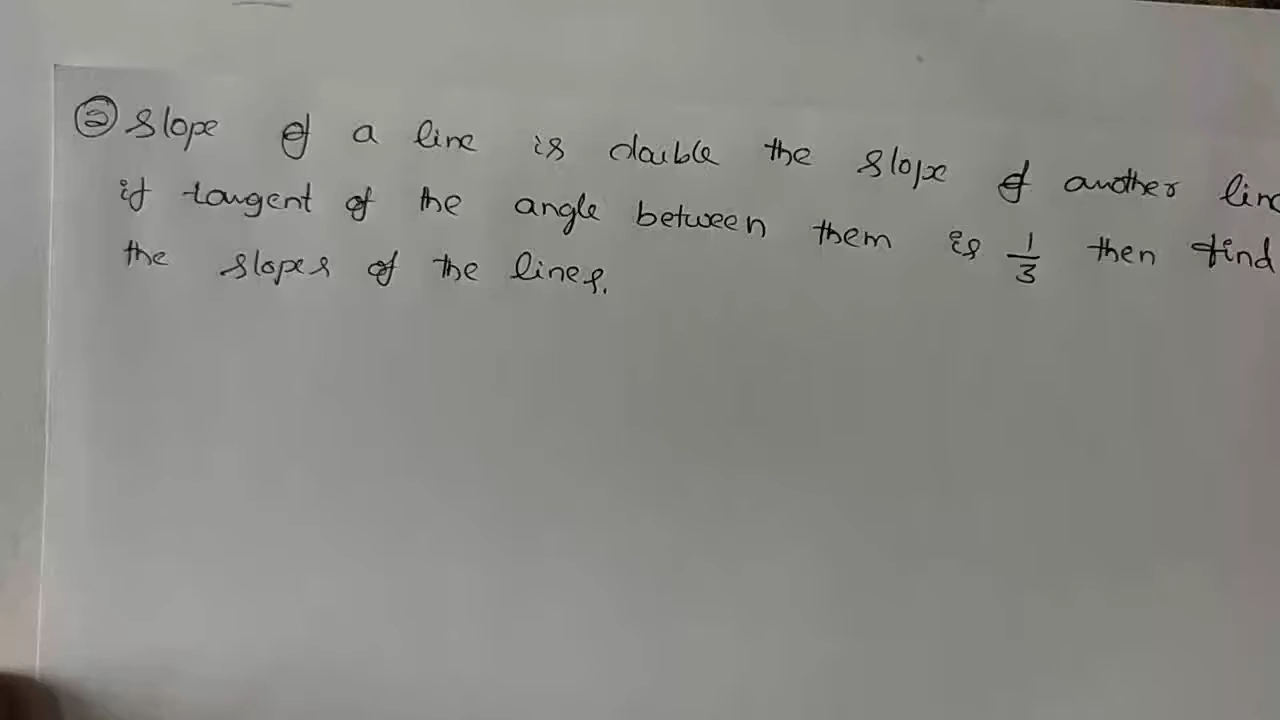 ② Slope of a line is double the slope of another line
if tangent of the angle between them is 1/3 then find
the slopes of the lines.